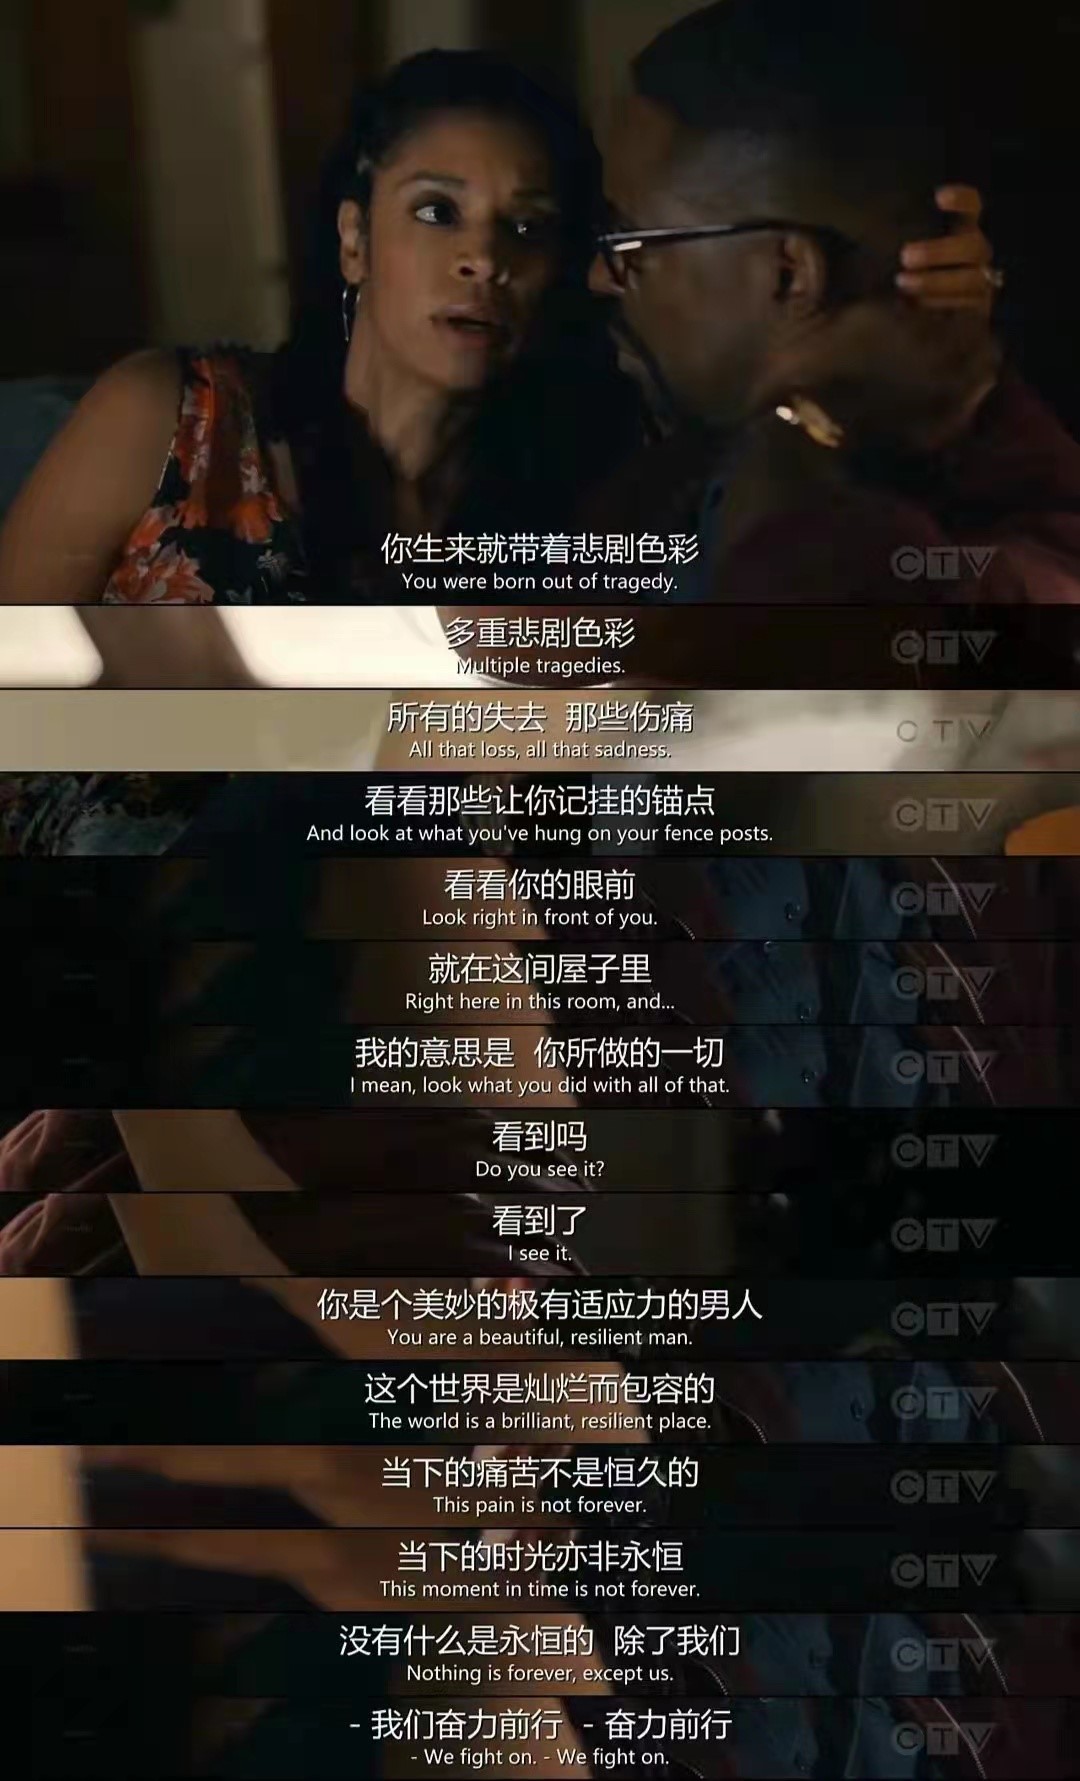 你生来就带着悲剧色彩
You were born out of tragedy.
CTV
多重悲剧色彩
Multiple tragedies.
CTV
所有的失去 那些伤痛
All that loss, all that sadness.
CTV
看看那些让你记挂的锚点
And look at what you've hung on your fence posts.
CTV
看看你的眼前
Look right in front of you.
CTV
就在这间屋子里
Right here in this room, and...
CTV
我的意思是 你所做的一切
I mean, look what you did with all of that.
CTV
看到吗
Do you see it?
CTV
看到了
I see it.
CTV
你是个美妙的极有适应力的男人
You are a beautiful, resilient man.
CTV
这个世界是灿烂而包容的
The world is a brilliant, resilient place.
CTV
当下的痛苦不是恒久的
This pain is not forever.
CTV
当下的时光亦非永恒
This moment in time is not forever.
CTV
没有什么是永恒的 除了我们
Nothing is forever, except us.
CTV
- 我们奋力前行 - 奋力前行
- We fight on. - We fight on.
CTV